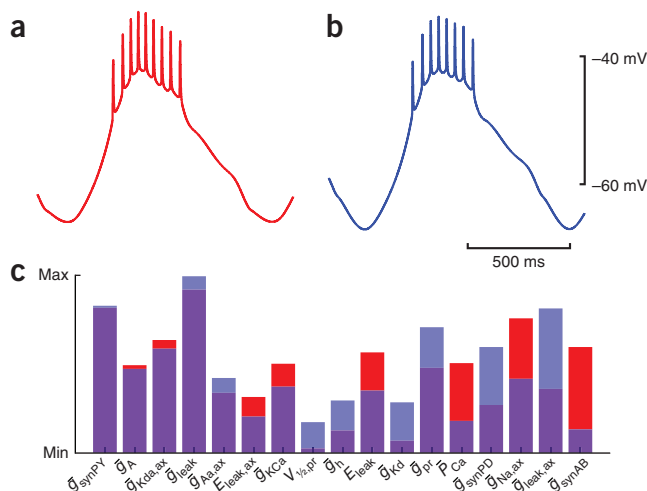 a
b
–40 mV
–60 mV
500 ms
c
Max
Min
ḡsynPY
ḡA
ḡKda,ax
ḡleak
ḡAa,ax
Eleak,ax
ḡKCa
V½,pr
ḡh
Eleak
ḡKd
ḡpr
P̄Ca
ḡsynPD
ḡNa,ax
ḡleak,ax
ḡsynAB